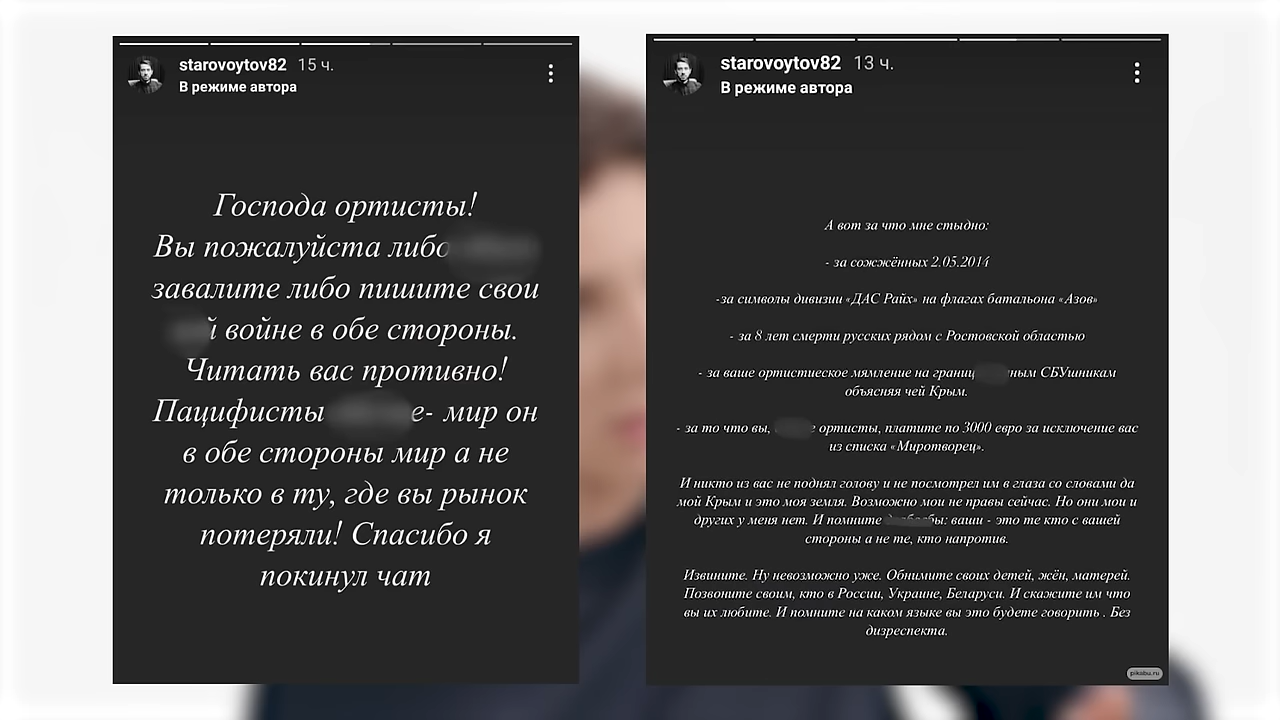 starovoytov82 15 ч.
В режиме автора
Господа ортисты!
Вы пожалуйста либо
завалите либо пишите свои
й войне в обе стороны.
Читать вас противно!
Пацифисты е- мир он
в обе стороны мир а не
только в ту, где вы рынок
потеряли! Спасибо я
покинул чат
starovoytov82 13 ч.
В режиме автора
А вот за что мне стыдно:
- за сожжённых 2.05.2014
-за символы дивизии «ДАС Райх» на флагах батальона «Азов»
- за 8 лет смерти русских рядом с Ростовской областью
- за ваше ортистиеское мямление на границ ным СБУшникам
объясняя чей Крым.
- за то что вы, е ортисты, платите по 3000 евро за исключение вас
из списка «Миротворец».
И никто из вас не поднял голову и не посмотрел им в глаза со словами да
мой Крым и это моя земля. Возможно мои не правы сейчас. Но они мои и
других у меня нет. И помните бы: ваши - это те кто с вашей
стороны а не те, кто напротив.
Извините. Ну невозможно уже. Обнимите своих детей, жён, матерей.
Позвоните своим, кто в России, Украине, Беларуси. И скажите им что
вы их любите. И помните на каком языке вы это будете говорить . Без
дизреспекта.
pikabu.ru